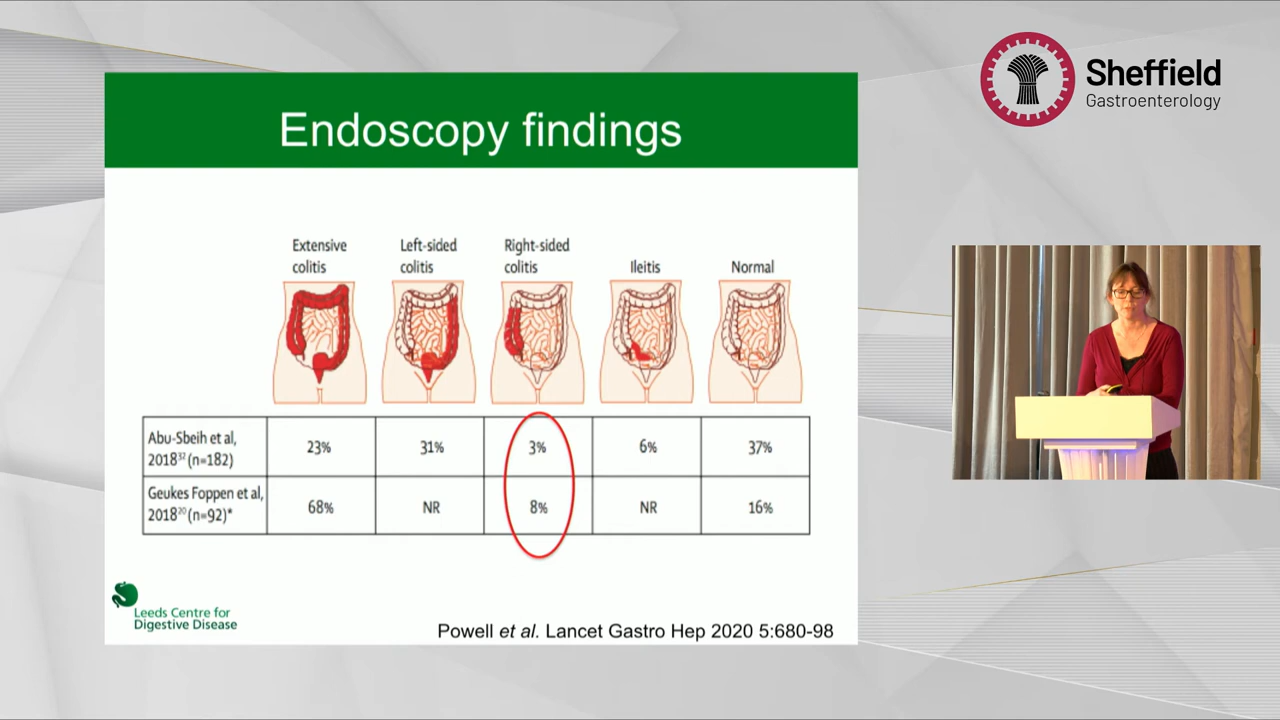 Sheffield
Gastroenterology
Endoscopy findings
Extensive
colitis
Left-sided
colitis
Right-sided
colitis
Ileitis
Normal
Abu-Sbeih et al,
2018³² (n=182)
23%
31%
3%
6%
37%
Geukes Foppen et al,
2018²⁰ (n=92)*
68%
NR
8%
NR
16%
Leeds Centre for
Digestive Disease
Powell et al. Lancet Gastro Hep 2020 5:680-98